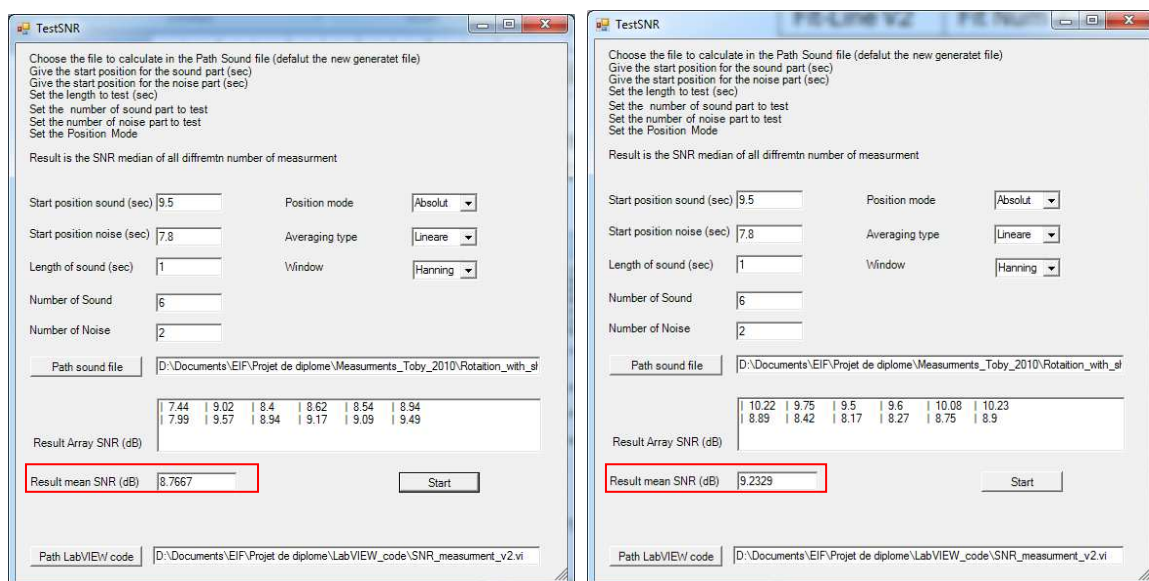 TestSNR
Choose the file to calculate in the Path Sound file (defalut the new generatet file)
Give the start position for the sound part (sec)
Give the start position for the noise part (sec)
Set the length to test (sec)
Set the number of sound part to test
Set the number of noise part to test
Set the Position Mode
Result is the SNR median of all diffremtn number of measurment
Start position sound (sec) 9.5 Position mode Absolut
Start position noise (sec) 7.8 Averaging type Lineare
Length of sound (sec) 1 Window Hanning
Number of Sound 6
Number of Noise 2
Path sound file D:\Documents\EIF\Projet de diplome\Measurments_Toby_2010\Rotaition_with_sh
| 7.44 | 9.02 | 8.4 | 8.62 | 8.54 | 8.94
| 7.99 | 9.57 | 8.94 | 9.17 | 9.09 | 9.49
Result Array SNR (dB)
Result mean SNR (dB) 8.7667 Start
Path LabVIEW code D:\Documents\EIF\Projet de diplome\LabVIEW_code\SNR_measurment_v2.vi
Fit-Line V2 Fit Num
TestSNR
Choose the file to calculate in the Path Sound file (defalut the new generatet file)
Give the start position for the sound part (sec)
Give the start position for the noise part (sec)
Set the length to test (sec)
Set the number of sound part to test
Set the number of noise part to test
Set the Position Mode
Result is the SNR median of all diffremtn number of measurment
Start position sound (sec) 9.5 Position mode Absolut
Start position noise (sec) 7.8 Averaging type Lineare
Length of sound (sec) 1 Window Hanning
Number of Sound 6
Number of Noise 2
Path sound file D:\Documents\EIF\Projet de diplome\Measurments_Toby_2010\Rotaition_with_sh
| 10.22 | 9.75 | 9.5 | 9.6 | 10.08 | 10.23
| 8.89 | 8.42 | 8.17 | 8.27 | 8.75 | 8.9
Result Array SNR (dB)
Result mean SNR (dB) 9.2329 Start
Path LabVIEW code D:\Documents\EIF\Projet de diplome\LabVIEW_code\SNR_measurment_v2.vi